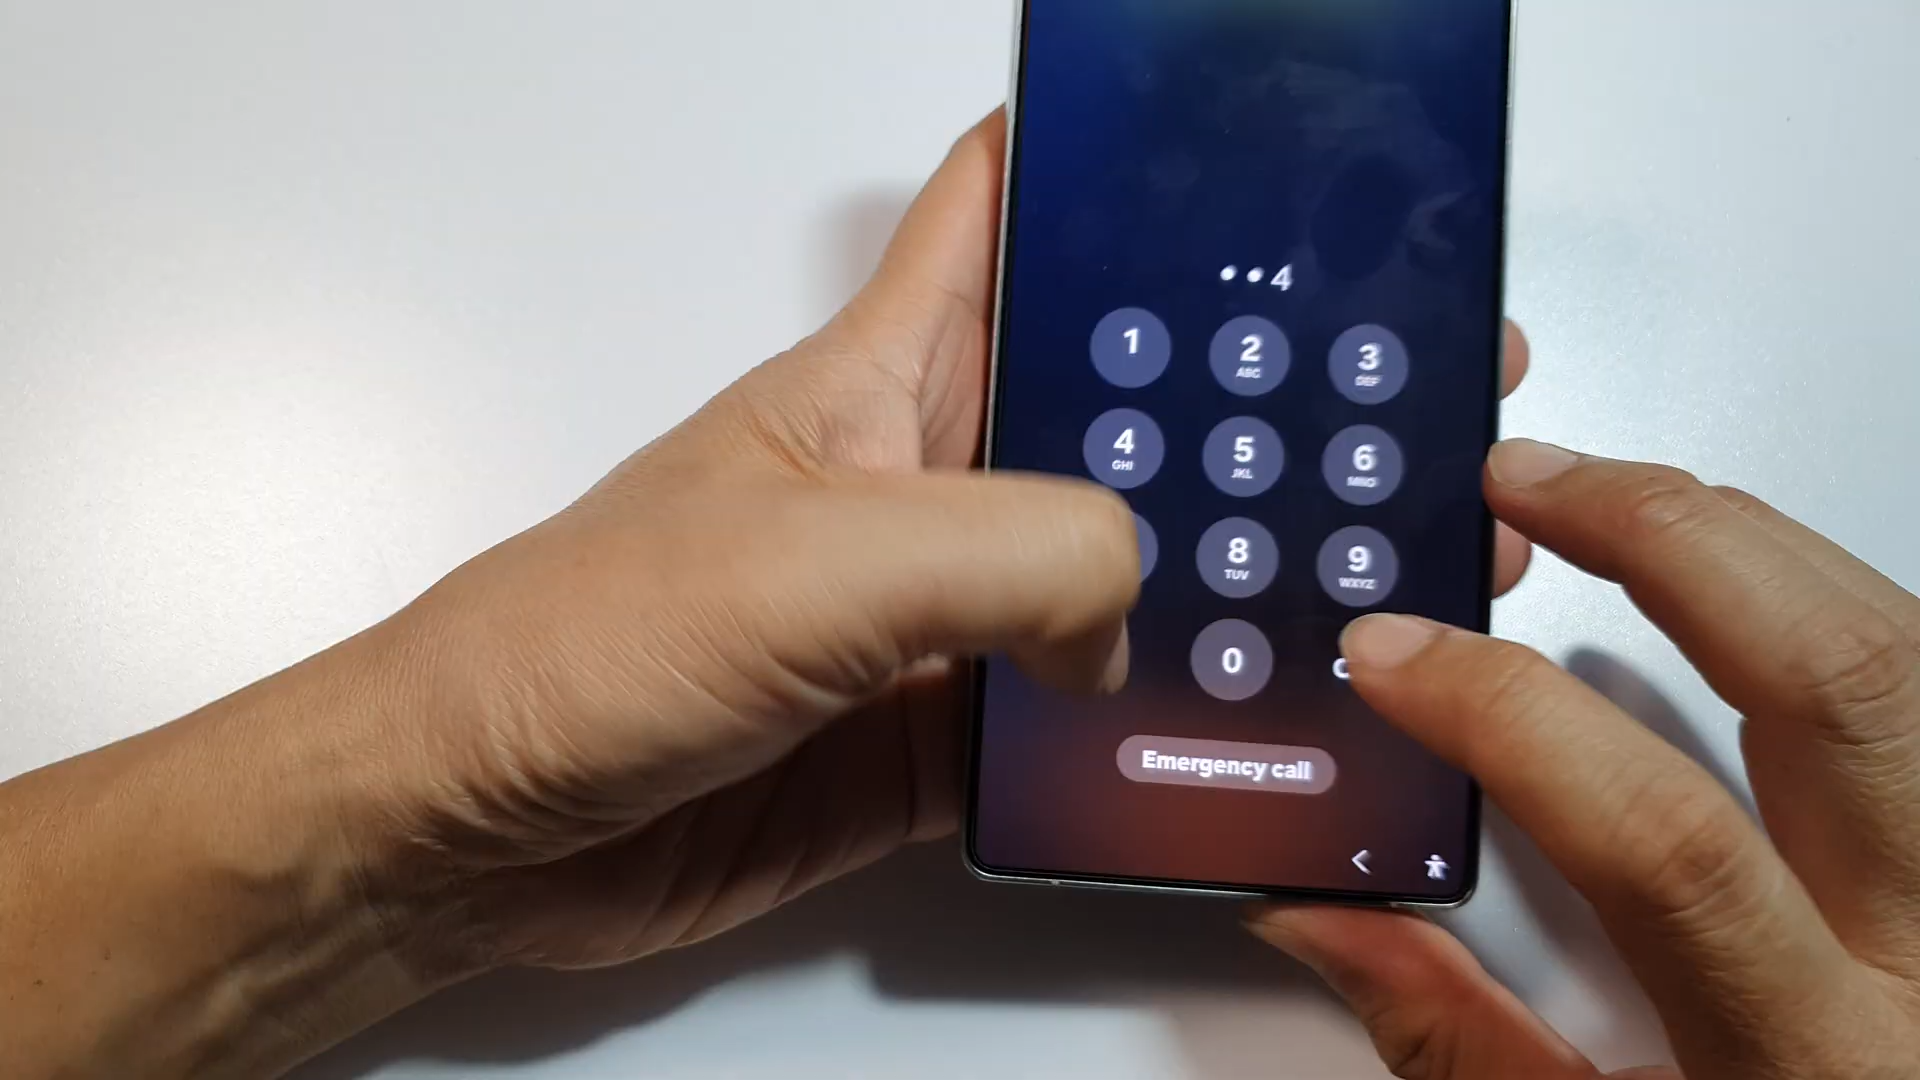 ••4
1 2 3
ABC DEF
4 5 6
GHI JKL MNO
8 9
TUV WXYZ
0
Emergency call